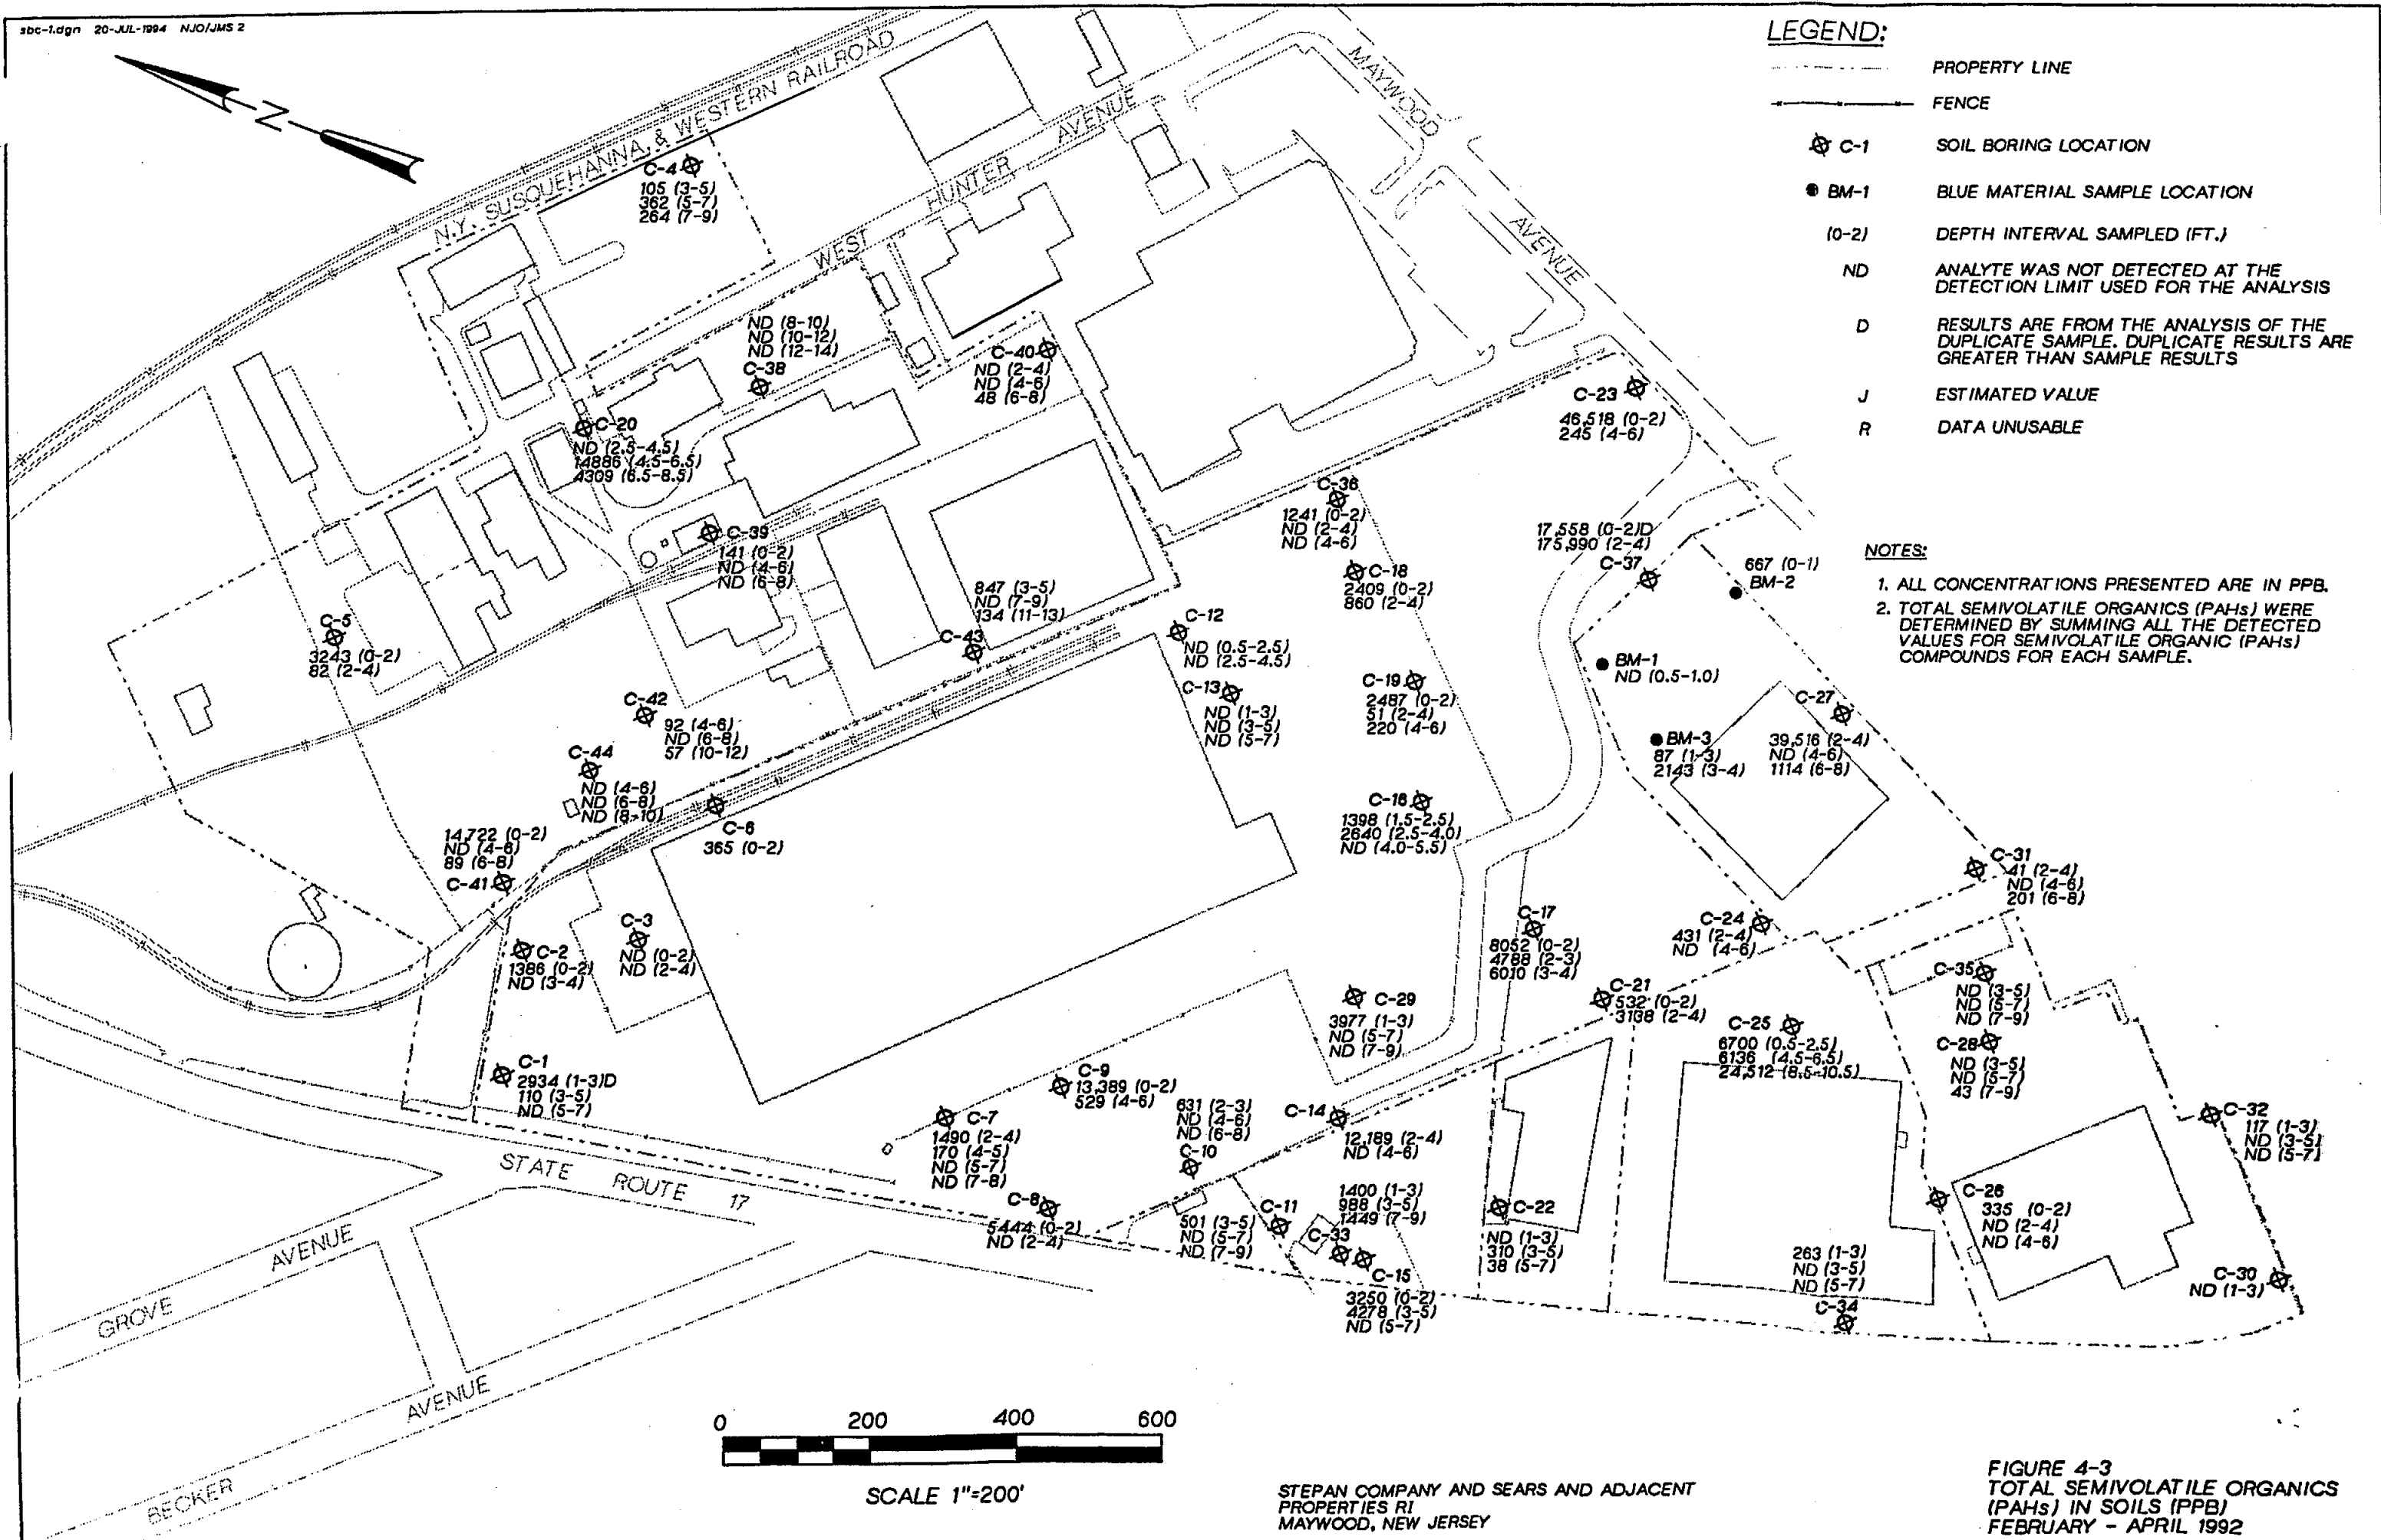 sbc-1.dgn 20-JUL-1994 NJO/JMS 2
N
N.Y. SUSQUEHANNA & WESTERN RAILROAD
WEST HUNTER AVENUE
MAYWOOD AVENUE
LEGEND:
PROPERTY LINE
FENCE
C-1 SOIL BORING LOCATION
BM-1 BLUE MATERIAL SAMPLE LOCATION
(0-2) DEPTH INTERVAL SAMPLED (FT.)
ND ANALYTE WAS NOT DETECTED AT THE
DETECTION LIMIT USED FOR THE ANALYSIS
D RESULTS ARE FROM THE ANALYSIS OF THE
DUPLICATE SAMPLE. DUPLICATE RESULTS ARE
GREATER THAN SAMPLE RESULTS
J ESTIMATED VALUE
R DATA UNUSABLE
NOTES:
1. ALL CONCENTRATIONS PRESENTED ARE IN PPB.
2. TOTAL SEMIVOLATILE ORGANICS (PAHs) WERE
DETERMINED BY SUMMING ALL THE DETECTED
VALUES FOR SEMIVOLATILE ORGANIC (PAHs)
COMPOUNDS FOR EACH SAMPLE.
C-4
105 (3-5)
362 (5-7)
264 (7-9)
ND (8-10)
ND (10-12)
ND (12-14)
C-38
C-40
ND (2-4)
ND (4-6)
48 (6-8)
C-23
46,518 (0-2)
245 (4-6)
C-20
ND (2.5-4.5)
14886 (4.5-6.5)
4309 (6.5-8.5)
C-39
141 (0-2)
ND (4-6)
ND (6-8)
C-36
1241 (0-2)
ND (2-4)
ND (4-6)
17,558 (0-2)D
175,990 (2-4)
C-37
667 (0-1)
BM-2
C-18
2409 (0-2)
860 (2-4)
847 (3-5)
ND (7-9)
134 (11-13)
C-43
C-12
ND (0.5-2.5)
ND (2.5-4.5)
C-5
3243 (0-2)
82 (2-4)
BM-1
ND (0.5-1.0)
C-13
ND (1-3)
ND (3-5)
ND (5-7)
C-19
2487 (0-2)
51 (2-4)
220 (4-6)
C-42
92 (4-6)
ND (6-8)
57 (10-12)
C-27
39,516 (2-4)
ND (4-6)
1114 (6-8)
BM-3
87 (1-3)
2143 (3-4)
C-44
ND (4-6)
ND (6-8)
ND (8-10)
C-6
365 (0-2)
C-16
1398 (1.5-2.5)
2640 (2.5-4.0)
ND (4.0-5.5)
14,722 (0-2)
ND (4-6)
89 (6-8)
C-41
C-31
41 (2-4)
ND (4-6)
201 (6-8)
C-2
1386 (0-2)
ND (3-4)
C-3
ND (0-2)
ND (2-4)
C-17
8052 (0-2)
4788 (2-3)
6010 (3-4)
C-24
431 (2-4)
ND (4-6)
C-35
ND (3-5)
ND (5-7)
ND (7-9)
C-29
3977 (1-3)
ND (5-7)
ND (7-9)
C-21
532 (0-2)
3138 (2-4)
C-25
6700 (0.5-2.5)
6136 (4.5-6.5)
24,512 (8.5-10.5)
C-28
ND (3-5)
ND (5-7)
43 (7-9)
C-1
2934 (1-3)D
110 (3-5)
ND (5-7)
C-9
13,389 (0-2)
529 (4-6)
C-7
1490 (2-4)
170 (4-5)
ND (5-7)
ND (7-8)
631 (2-3)
ND (4-6)
ND (6-8)
C-10
C-14
12,189 (2-4)
ND (4-6)
C-32
117 (1-3)
ND (3-5)
ND (5-7)
C-8
5444 (0-2)
ND (2-4)
C-11
501 (3-5)
ND (5-7)
ND (7-9)
1400 (1-3)
988 (3-5)
1449 (7-9)
C-33
C-15
3250 (0-2)
4278 (3-5)
ND (5-7)
C-22
ND (1-3)
310 (3-5)
38 (5-7)
C-26
335 (0-2)
ND (2-4)
ND (4-6)
263 (1-3)
ND (3-5)
ND (5-7)
C-34
C-30
ND (1-3)
STATE ROUTE 17
GROVE AVENUE
BECKER AVENUE
0 200 400 600
SCALE 1"=200'
STEPAN COMPANY AND SEARS AND ADJACENT
PROPERTIES RI
MAYWOOD, NEW JERSEY
FIGURE 4-3
TOTAL SEMIVOLATILE ORGANICS
(PAHs) IN SOILS (PPB)
FEBRUARY - APRIL 1992